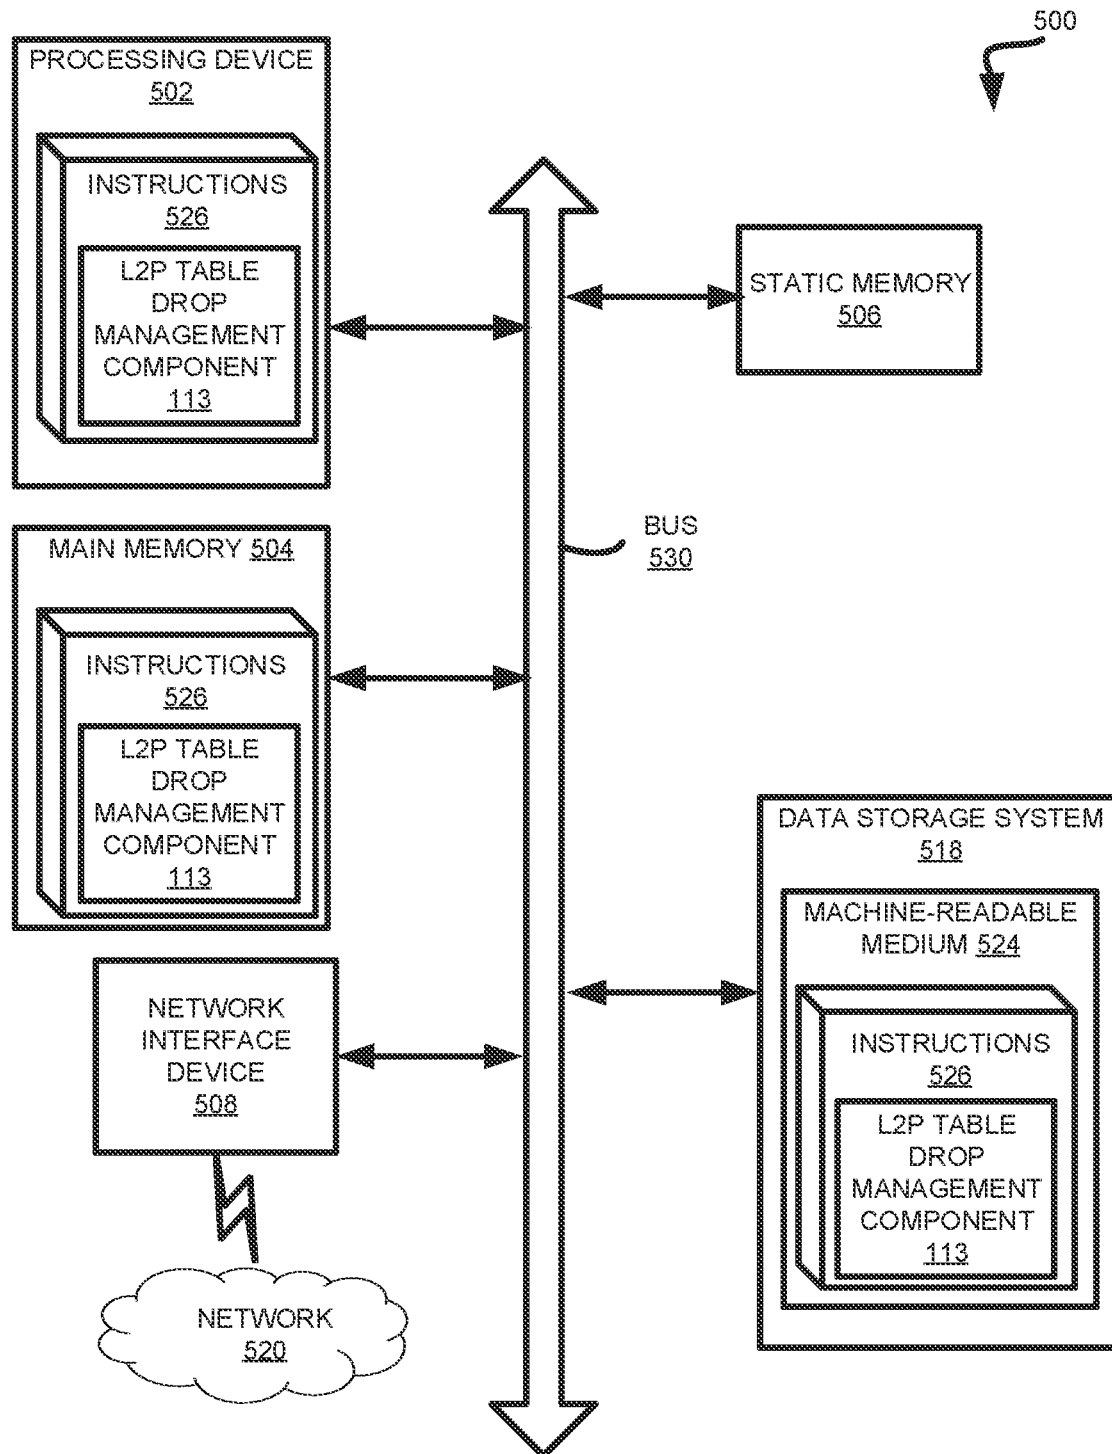 500
PROCESSING DEVICE
502
INSTRUCTIONS
526
L2P TABLE
DROP
MANAGEMENT
COMPONENT
113
STATIC MEMORY
506
BUS
530
MAIN MEMORY 504
INSTRUCTIONS
526
L2P TABLE
DROP
MANAGEMENT
COMPONENT
113
DATA STORAGE SYSTEM
518
MACHINE-READABLE
MEDIUM 524
INSTRUCTIONS
526
L2P TABLE
DROP
MANAGEMENT
COMPONENT
113
NETWORK
INTERFACE
DEVICE
508
NETWORK
520